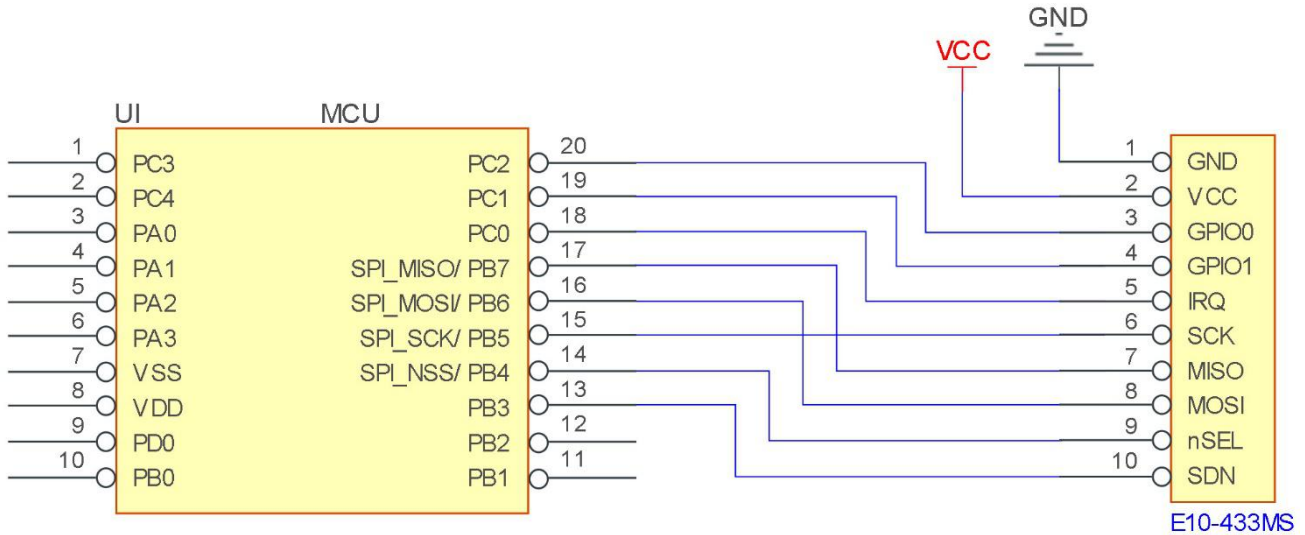 GND
VCC
UI MCU
1 PC3 PC2 20
2 PC4 PC1 19
3 PA0 PC0 18
4 PA1 SPI_MISO/ PB7 17
5 PA2 SPI_MOSI/ PB6 16
6 PA3 SPI_SCK/ PB5 15
7 VSS SPI_NSS/ PB4 14
8 VDD PB3 13
9 PD0 PB2 12
10 PB0 PB1 11
1 GND
2 VCC
3 GPIO0
4 GPIO1
5 IRQ
6 SCK
7 MISO
8 MOSI
9 nSEL
10 SDN
E10-433MS